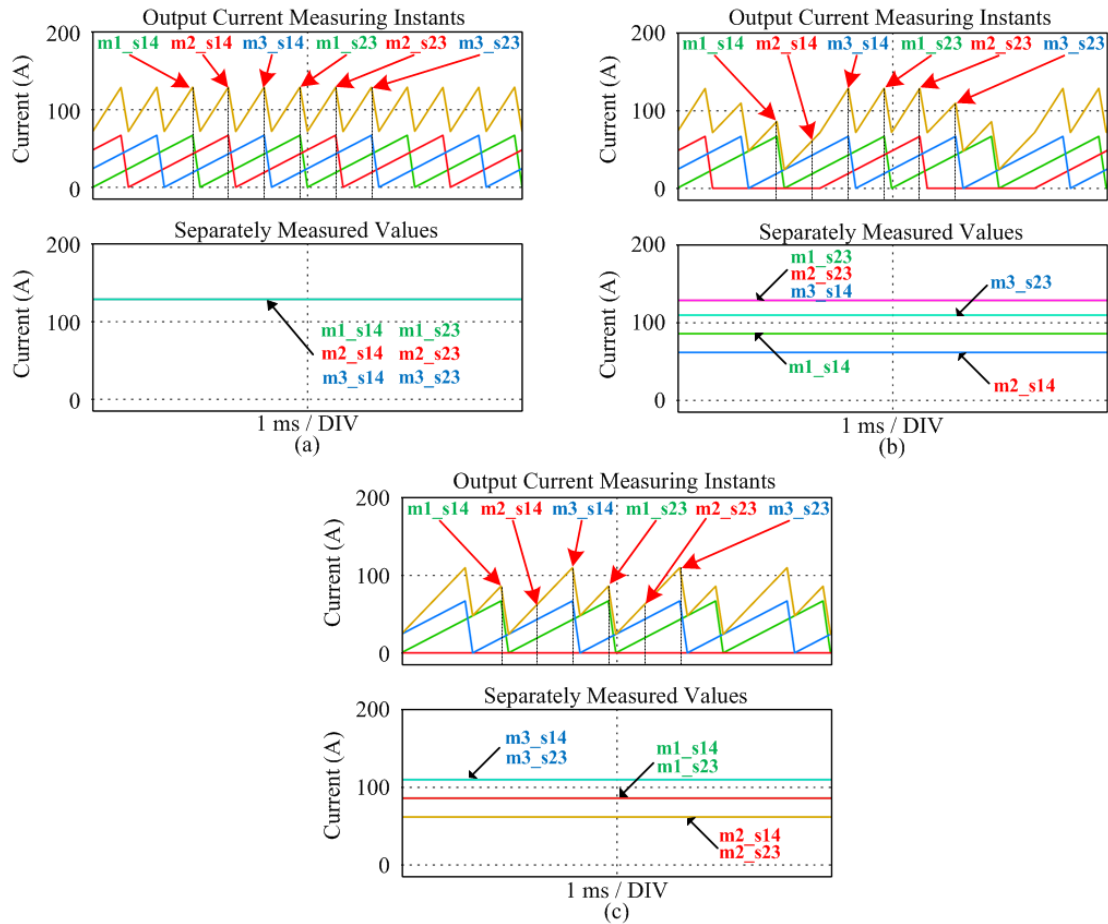 Output Current Measuring Instants
200
m1_s14 m2_s14 m3_s14 m1_s23 m2_s23 m3_s23
100
0
Current (A)
Separately Measured Values
200
100
m1_s14 m1_s23
m2_s14 m2_s23
m3_s14 m3_s23
0
Current (A)
1 ms / DIV
(a)
Output Current Measuring Instants
200
m1_s14 m2_s14 m3_s14 m1_s23 m2_s23 m3_s23
100
0
Current (A)
Separately Measured Values
200
m1_s23
m2_s23
m3_s14
m3_s23
100
m1_s14
m2_s14
0
Current (A)
1 ms / DIV
(b)
Output Current Measuring Instants
200
m1_s14 m2_s14 m3_s14 m1_s23 m2_s23 m3_s23
100
0
Current (A)
Separately Measured Values
200
m3_s14
m3_s23
m1_s14
m1_s23
100
m2_s14
m2_s23
0
Current (A)
1 ms / DIV
(c)